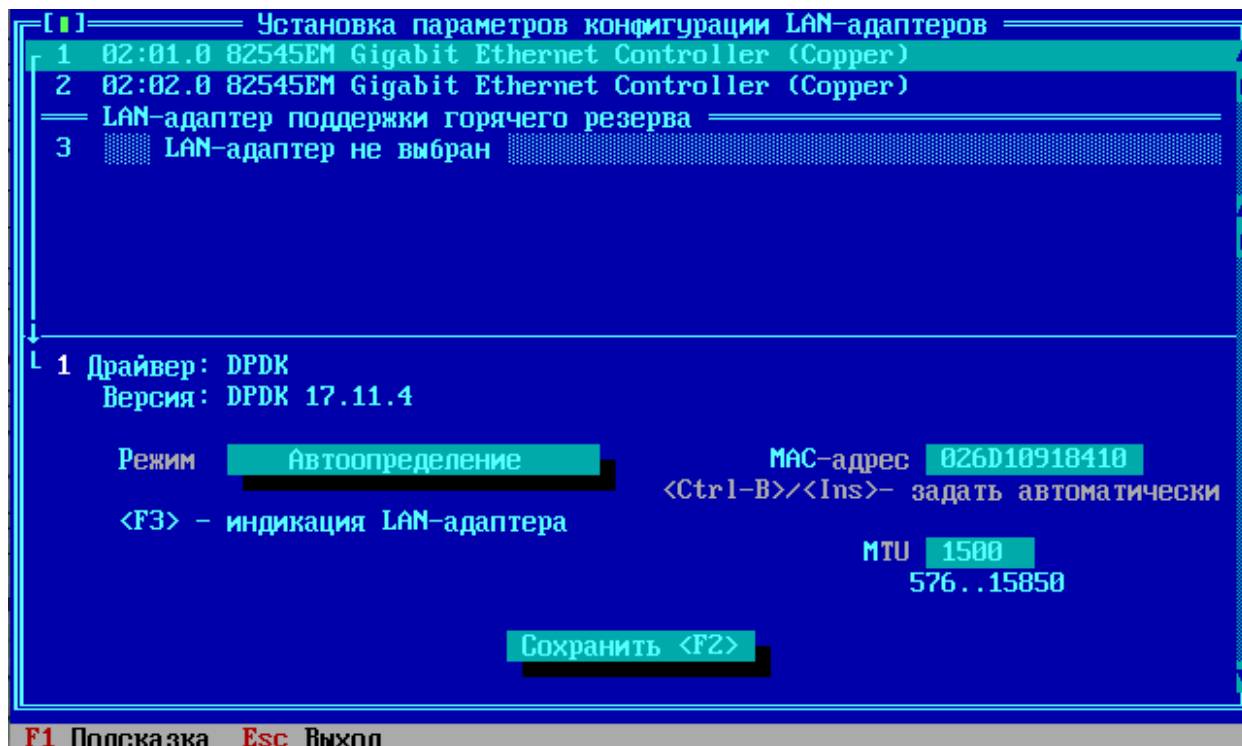 [▮] Установка параметров конфигурации LAN-адаптеров
1 02:01.0 82545EM Gigabit Ethernet Controller (Copper)
2 02:02.0 82545EM Gigabit Ethernet Controller (Copper)
LAN-адаптер поддержки горячего резерва
3 LAN-адаптер не выбран
1 Драйвер: DPDK
Версия: DPDK 17.11.4
Режим Автоопределение MAC-адрес 026D10918410
<Ctrl-B>/<Ins>- задать автоматически
<F3> - индикация LAN-адаптера
MTU 1500
576..15850
Сохранить <F2>
F1 Подсказка Esc Выход